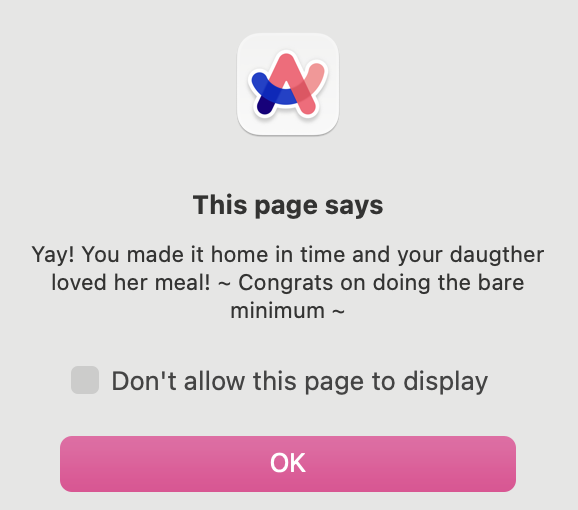 This page says
Yay! You made it home in time and your daugther
loved her meal! ~ Congrats on doing the bare
minimum ~
Don't allow this page to display
OK